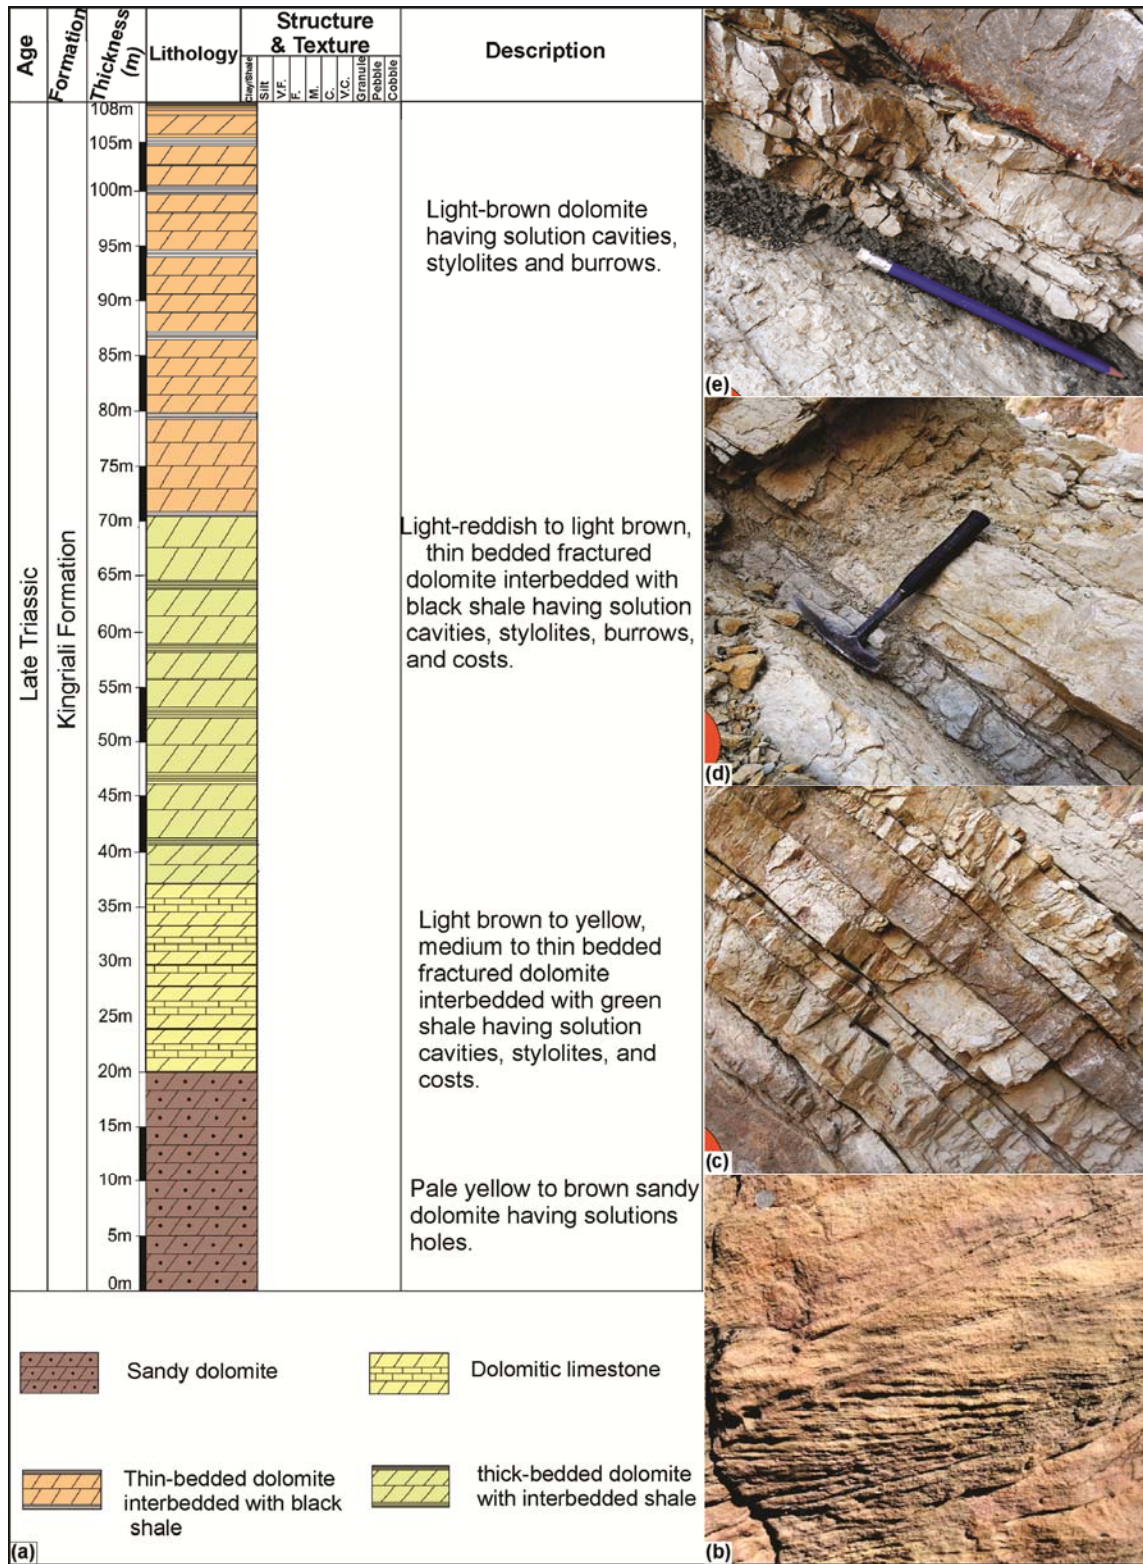 Age
Formation
Thickness
(m)
Lithology
Structure
& Texture
Clay/Shale
Silt
V.F.
F.
M.
C.
V.C.
Granule
Pebble
Cobble
Description
108m
105m
100m
95m
90m
85m
80m
75m
70m
65m
60m
55m
50m
45m
40m
35m
30m
25m
20m
15m
10m
5m
0m
Late Triassic
Kingriali Formation
Light-brown dolomite
having solution cavities,
stylolites and burrows.
Light-reddish to light brown,
thin bedded fractured
dolomite interbedded with
black shale having solution
cavities, stylolites, burrows,
and costs.
Light brown to yellow,
medium to thin bedded
fractured dolomite
interbedded with green
shale having solution
cavities, stylolites, and
costs.
Pale yellow to brown sandy
dolomite having solutions
holes.
Sandy dolomite
Dolomitic limestone
Thin-bedded dolomite
interbedded with black
shale
thick-bedded dolomite
with interbedded shale
(a)
(e)
(d)
(c)
(b)